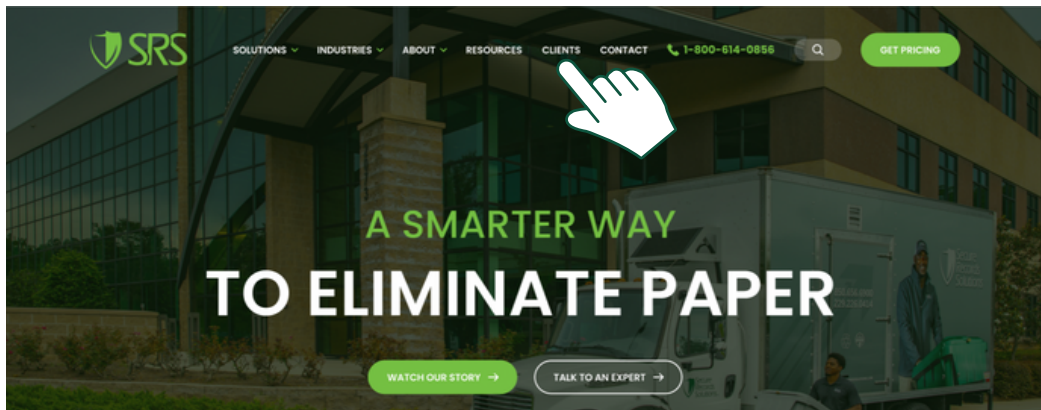 SRS
SOLUTIONS INDUSTRIES ABOUT RESOURCES CLIENTS CONTACT 1-800-614-0856 GET PRICING
A SMARTER WAY
TO ELIMINATE PAPER
WATCH OUR STORY → TALK TO AN EXPERT →